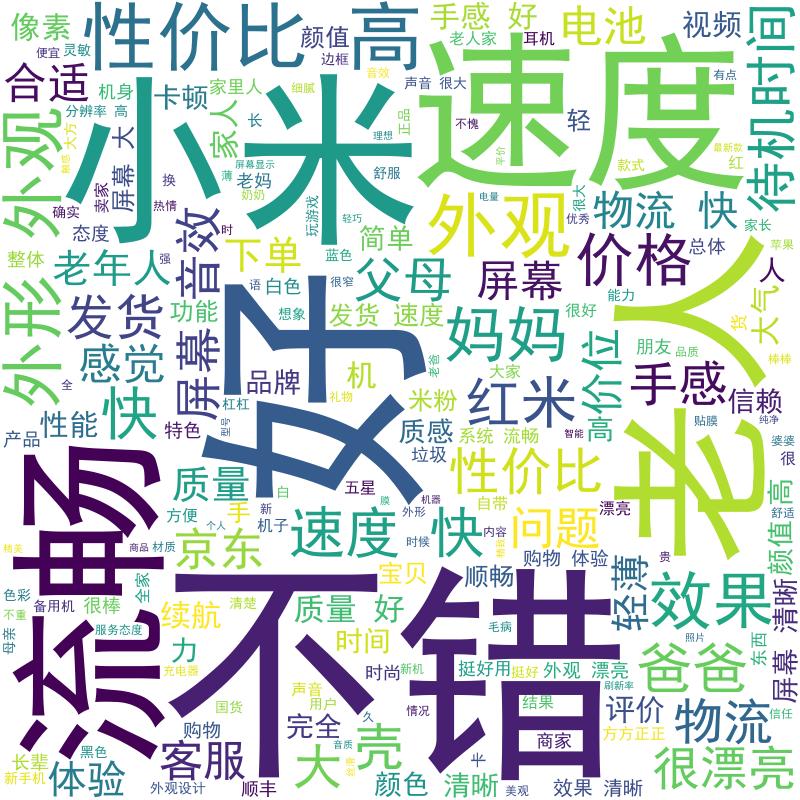 像素
性价比
高
颜值
边框
手感 好
老人家
耳机
电池
视频
待机时间
便宜
灵敏
合适
机身
卡顿
家里人
音效
细腻
声音 很大
有点
速度
小米
外观
分辨率 高
大方
触感
屏幕 大
家人
长
正品
理想
不愧
平价
轻
款式
最新款
红
卖家
换
确实
热情
屏幕显示
薄
老妈
奶奶
舒服
玩游戏
轻巧
电量
很大
优秀
物流 快
家长
苹果
态度
音效
下单
简单
蓝色
外观
价格
总体
人
整体
老年人
强
时
语
白色
很窄
父母
屏幕
能力
大气
货
外形
发货
功能
想象
发货 速度
妈妈
很好
老人
朋友
品质
棒棒
感觉
屏幕
好
老爸
大家
高
价位
手感
信赖
全
快
品牌
机
礼物
米粉
红米
贴膜
纯净
性能
特色
杠杠
型号
质感
系统 流畅
智能
婆婆
很
产品
垃圾
流畅
质量
五星
性价比
颜值 高
白
膜
机器
自带
漂亮
舒适
方便
手
新
机子
个人
外形
速度 快
内容
问题
精美
商品
材质
京东
时候
购物 体验
贵
清晰
屏幕
色彩
全家
不错
宝贝
顺畅
轻薄
效果
不重
备用机
很棒
续航
清楚
质量 好
母亲
服务态度
力
时间
毛病
照片
东西
充电器
时尚
新机
挺好用
挺好
外观 漂亮
刷新率
爸爸
声音
用户
结果
国货
久
情况
信任
购物
完全
壳
评价
物流
黑色
客服
音质
商家
方方正正
长辈
新手机
体验
大
半
很漂亮
外观设计
顺丰
颜色 清晰
美观
效果 清晰